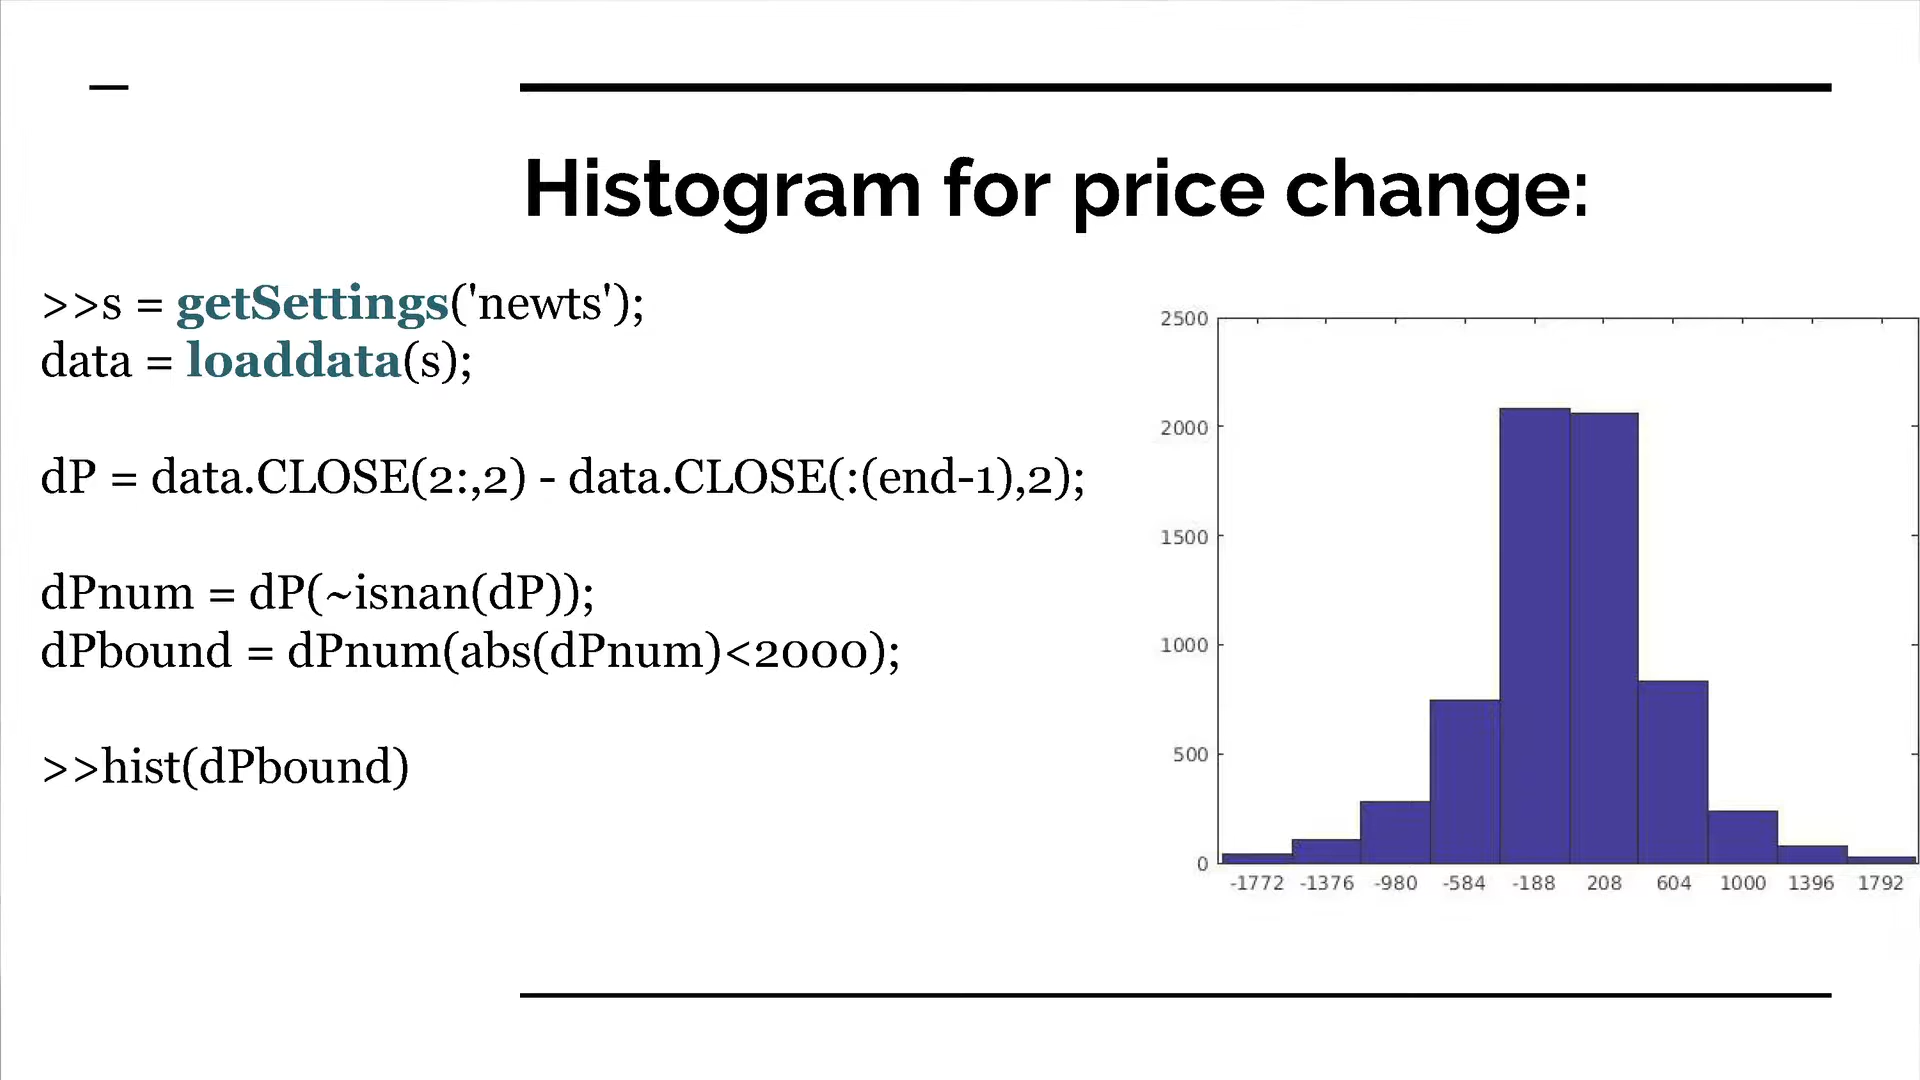 Histogram for price change:
>>s = getSettings('newts');
data = loaddata(s);
dP = data.CLOSE(2:,2) - data.CLOSE(:(end-1),2);
dPnum = dP(~isnan(dP));
dPbound = dPnum(abs(dPnum)<2000);
>>hist(dPbound)
2500
2000
1500
1000
500
0
-1772 -1376 -980 -584 -188 208 604 1000 1396 1792